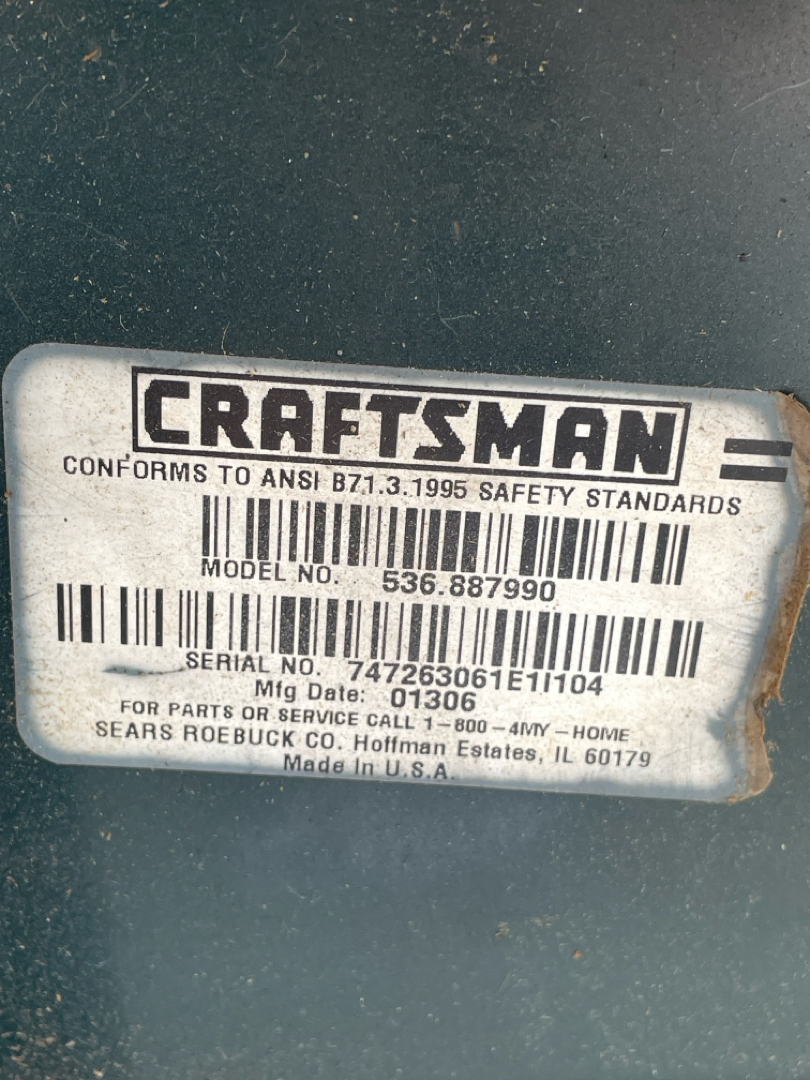 CRAFTSMAN
CONFORMS TO ANSI B71.3.1995 SAFETY STANDARDS
MODEL NO. 536.887990
SERIAL NO. 747263061E1I104
Mfg Date: 01306
FOR PARTS OR SERVICE CALL 1-800-4MY-HOME
SEARS ROEBUCK CO. Hoffman Estates, IL 60179
Made In U.S.A.